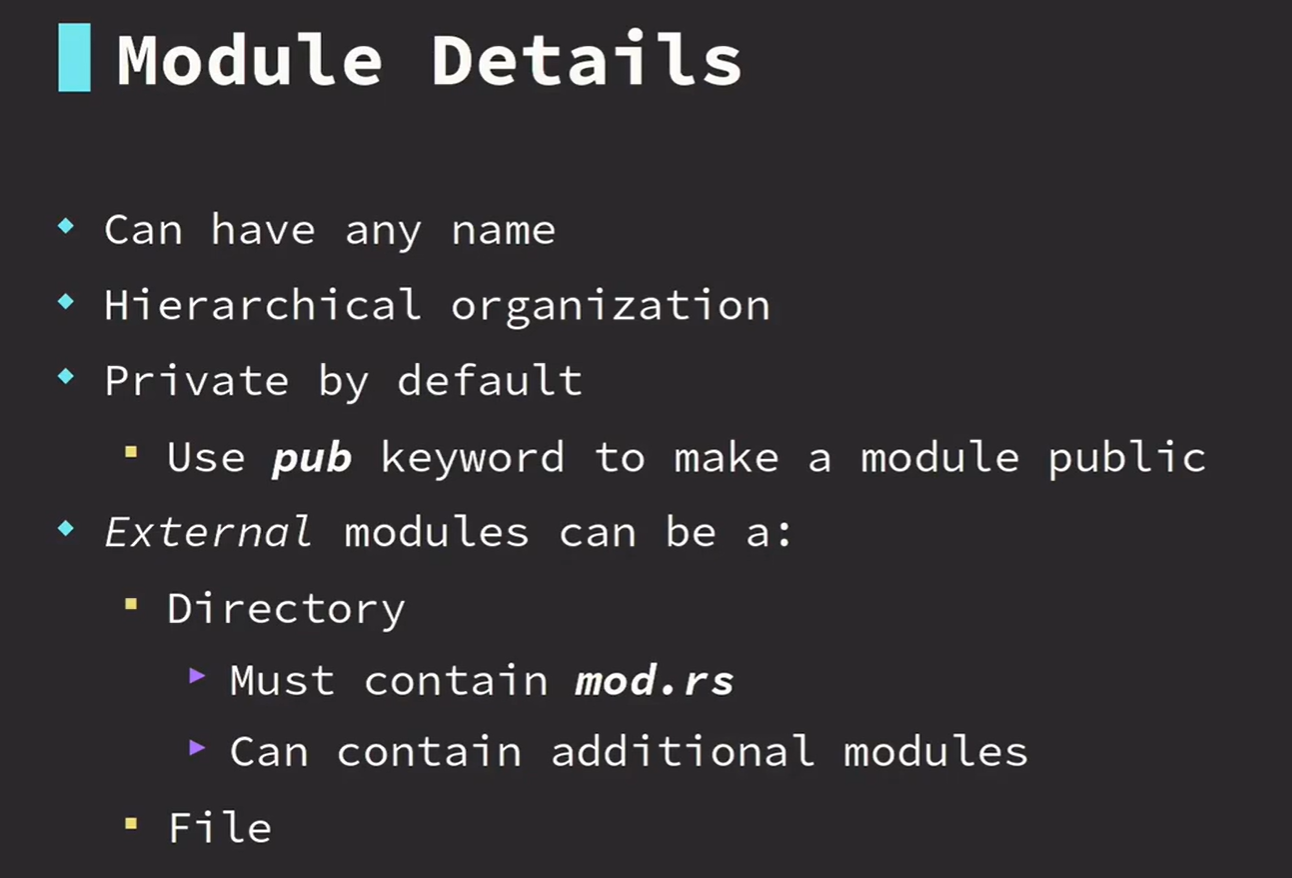 Module Details
Can have any name
Hierarchical organization
Private by default
Use pub keyword to make a module public
External modules can be a:
Directory
Must contain mod.rs
Can contain additional modules
File